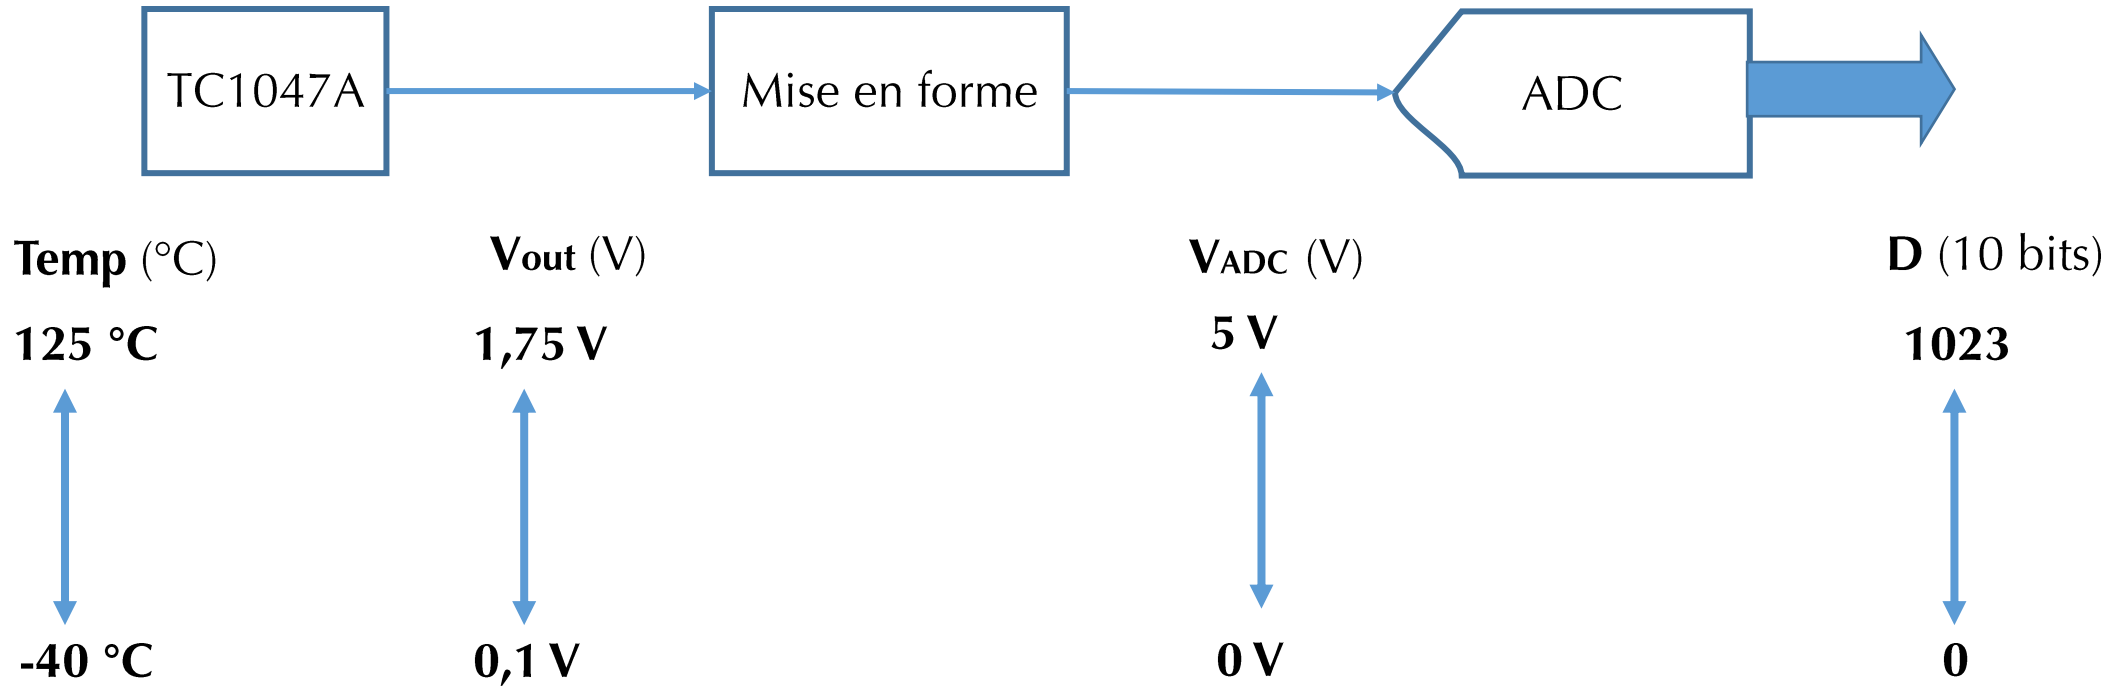 TC1047A Mise en forme ADC
Temp (°C) Vout (V) VADC (V) D (10 bits)
125 °C 1,75 V 5 V 1023
-40 °C 0,1 V 0 V 0